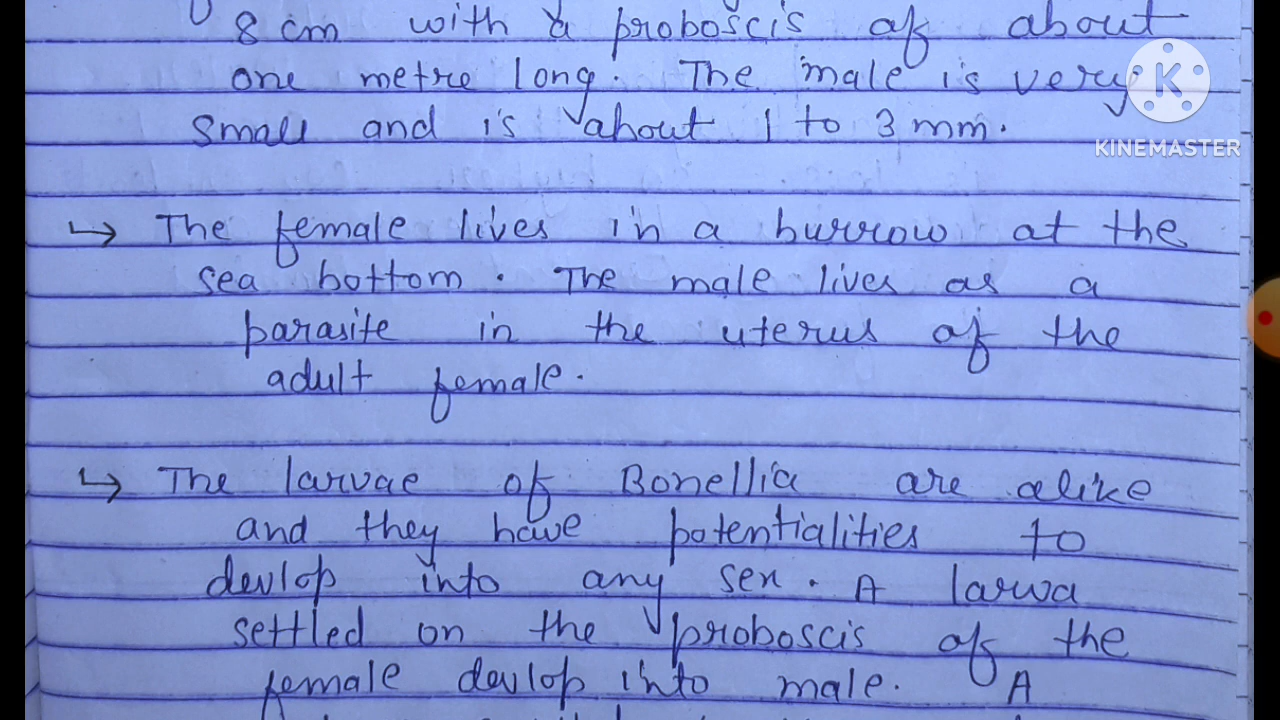 8 cm with a proboscis of about
one metre long. The male is very
small and is about 1 to 3 mm.
KINEMASTER
↳ The female lives in a burrow at the
sea bottom. The male lives as a
parasite in the uterus of the
adult female.
↳ The larvae of Bonellia are alike
and they have potentialities to
devlop into any sex. A larva
settled on the proboscis of the
female devlop into male. A